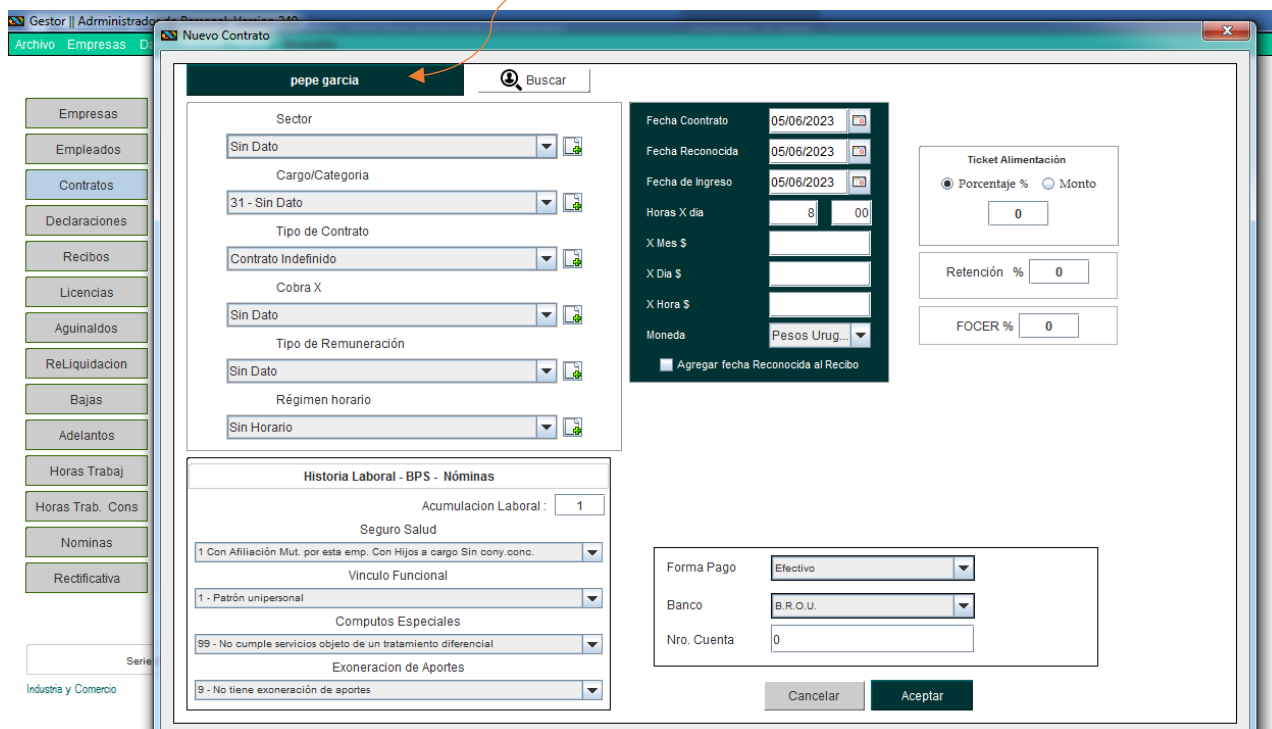 Gestor || Adrministrador de Personal Version 240
Nuevo Contrato
Archivo Empresas
pepe garcia
Buscar
Empresas
Empleados
Contratos
Declaraciones
Recibos
Licencias
Aguinaldos
ReLiquidacion
Bajas
Adelantos
Horas Trabaj
Horas Trab. Cons
Nominas
Rectificativa
Serie
Industria y Comercio
Sector
Sin Dato
Cargo/Categoria
31 - Sin Dato
Tipo de Contrato
Contrato Indefinido
Cobra X
Sin Dato
Tipo de Remuneración
Sin Dato
Régimen horario
Sin Horario
Fecha Coontrato 05/06/2023
Fecha Reconocida 05/06/2023
Fecha de Ingreso 05/06/2023
Horas X dia 8 00
X Mes $
X Dia $
X Hora $
Moneda Pesos Urug...
Agregar fecha Reconocida al Recibo
Ticket Alimentación
Porcentaje % Monto
0
Retención % 0
FOCER % 0
Historia Laboral - BPS - Nóminas
Acumulacion Laboral : 1
Seguro Salud
1 Con Afiliación Mut. por esta emp. Con Hijos a cargo Sin cony.conc.
Vinculo Funcional
1 - Patrón unipersonal
Computos Especiales
99 - No cumple servicios objeto de un tratamiento diferencial
Exoneracion de Aportes
9 - No tiene exoneración de aportes
Forma Pago Efectivo
Banco B.R.O.U.
Nro. Cuenta 0
Cancelar
Aceptar